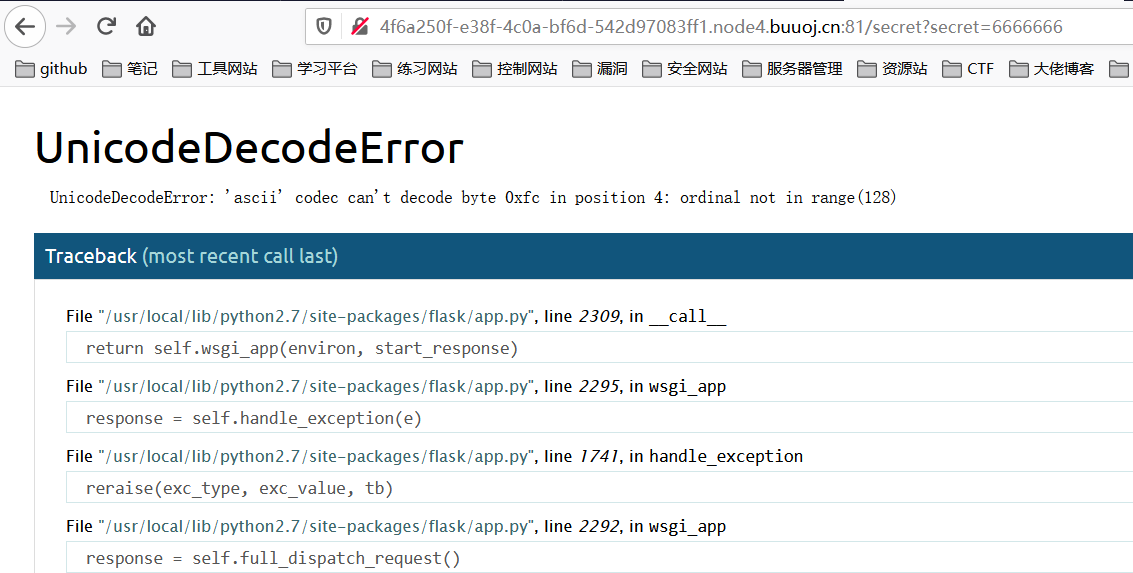 4f6a250f-e38f-4c0a-bf6d-542d97083ff1.node4.buuoj.cn:81/secret?secret=6666666
github 笔记 工具网站 学习平台 练习网站 控制网站 漏洞 安全网站 服务器管理 资源站 CTF 大佬博客
UnicodeDecodeError
UnicodeDecodeError: 'ascii' codec can't decode byte 0xfc in position 4: ordinal not in range(128)
Traceback (most recent call last)
File "/usr/local/lib/python2.7/site-packages/flask/app.py", line 2309, in __call__
return self.wsgi_app(environ, start_response)
File "/usr/local/lib/python2.7/site-packages/flask/app.py", line 2295, in wsgi_app
response = self.handle_exception(e)
File "/usr/local/lib/python2.7/site-packages/flask/app.py", line 1741, in handle_exception
reraise(exc_type, exc_value, tb)
File "/usr/local/lib/python2.7/site-packages/flask/app.py", line 2292, in wsgi_app
response = self.full_dispatch_request()